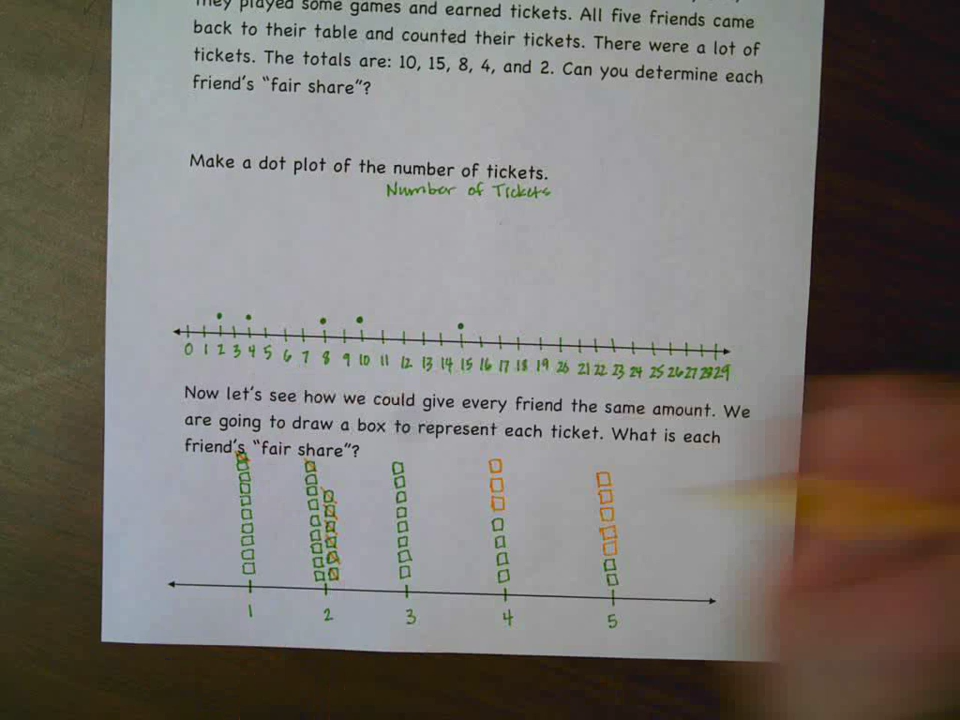 They played some games and earned tickets. All five friends came
back to their table and counted their tickets. There were a lot of
tickets. The totals are: 10, 15, 8, 4, and 2. Can you determine each
friend's "fair share"?
Make a dot plot of the number of tickets.
Number of Tickets
0 1 2 3 4 5 6 7 8 9 10 11 12 13 14 15 16 17 18 19 20 21 22 23 24 25 26 27 28 29
Now let's see how we could give every friend the same amount. We
are going to draw a box to represent each ticket. What is each
friend's "fair share"?
1 2 3 4 5